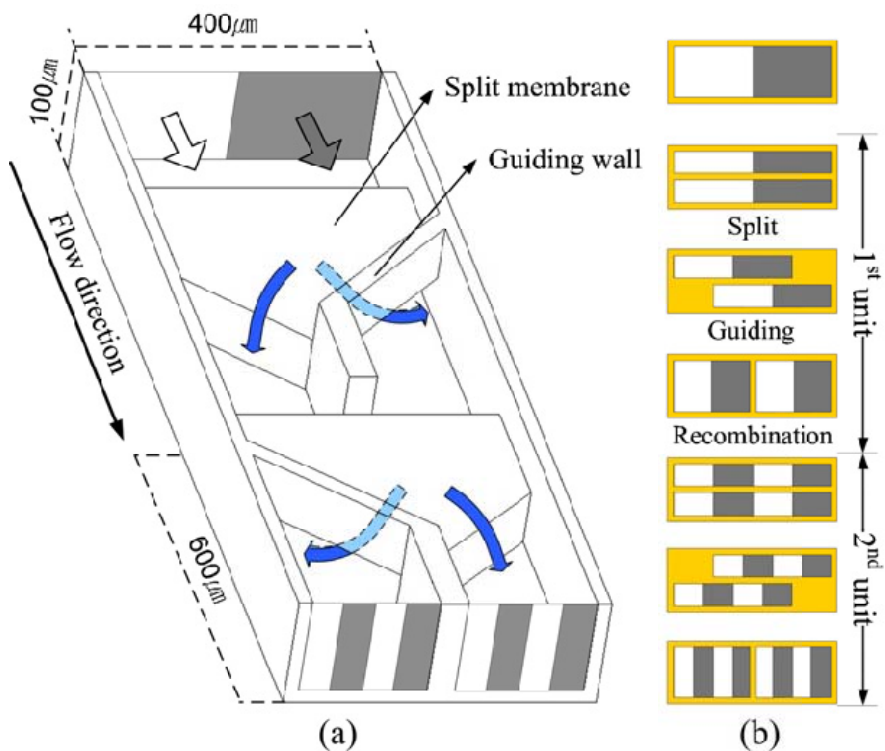 400μm
100μm
Split membrane
Guiding wall
Flow direction
600μm
(a)
Split
Guiding
Recombination
1st unit
2nd unit
(b)